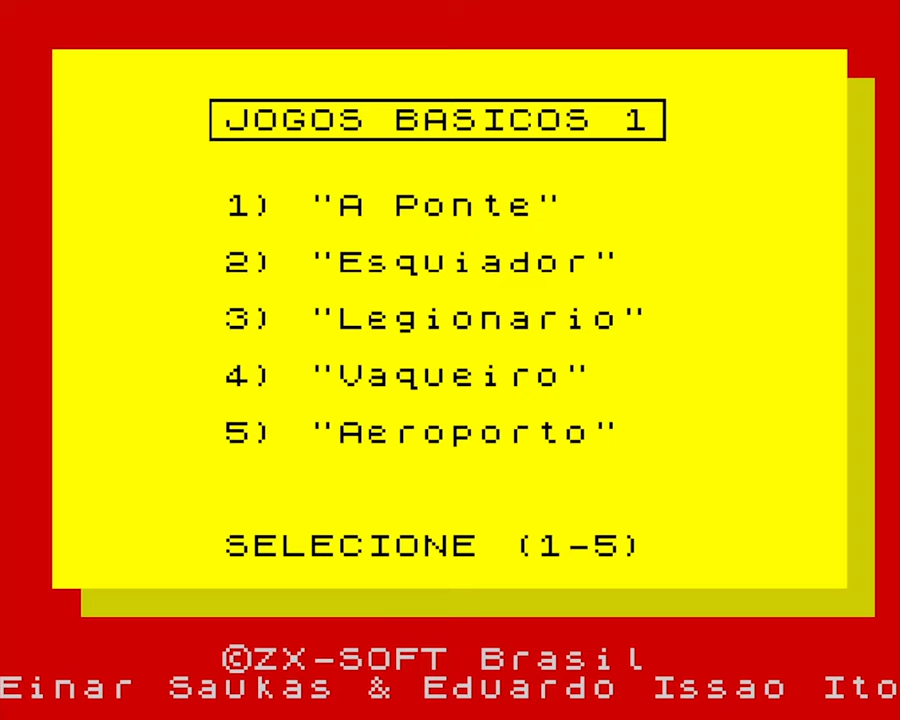 JOGOS BASICOS 1
1) "A Ponte"
2) "Esquiador"
3) "Legionario"
4) "Vaqueiro"
5) "Aeroporto"
SELECIONE (1-5)
©ZX-SOFT Brasil
Einar Saukas & Eduardo Issao Ito